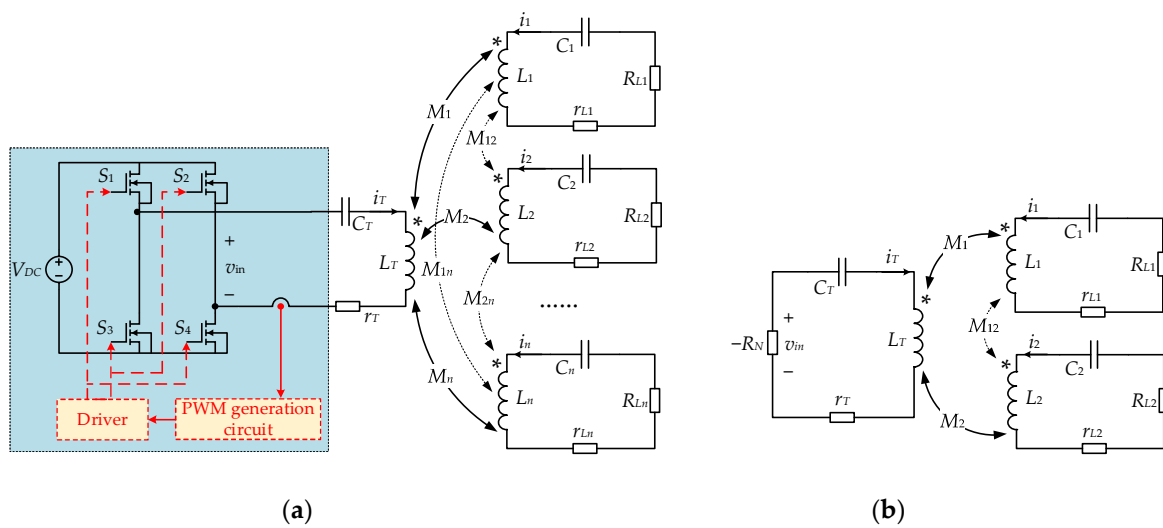 i1
C1
* L1 RL1
M1
rL1
M12
i2
S1 S2
* C2
iT
CT
* M2 L2 RL2
VDC
+
vin
−
LT
M1n
rL2
M2n
rT
......
S3 S4
in
* Cn
Mn
Ln RLn
Driver
PWM generation
circuit
rLn
(a)
i1
C1
* L1 RL1
M1
rL1
iT
CT
*
M12
−RN
+
vin
−
LT
i2
C2
* L2 RL2
M2
rT
rL2
(b)